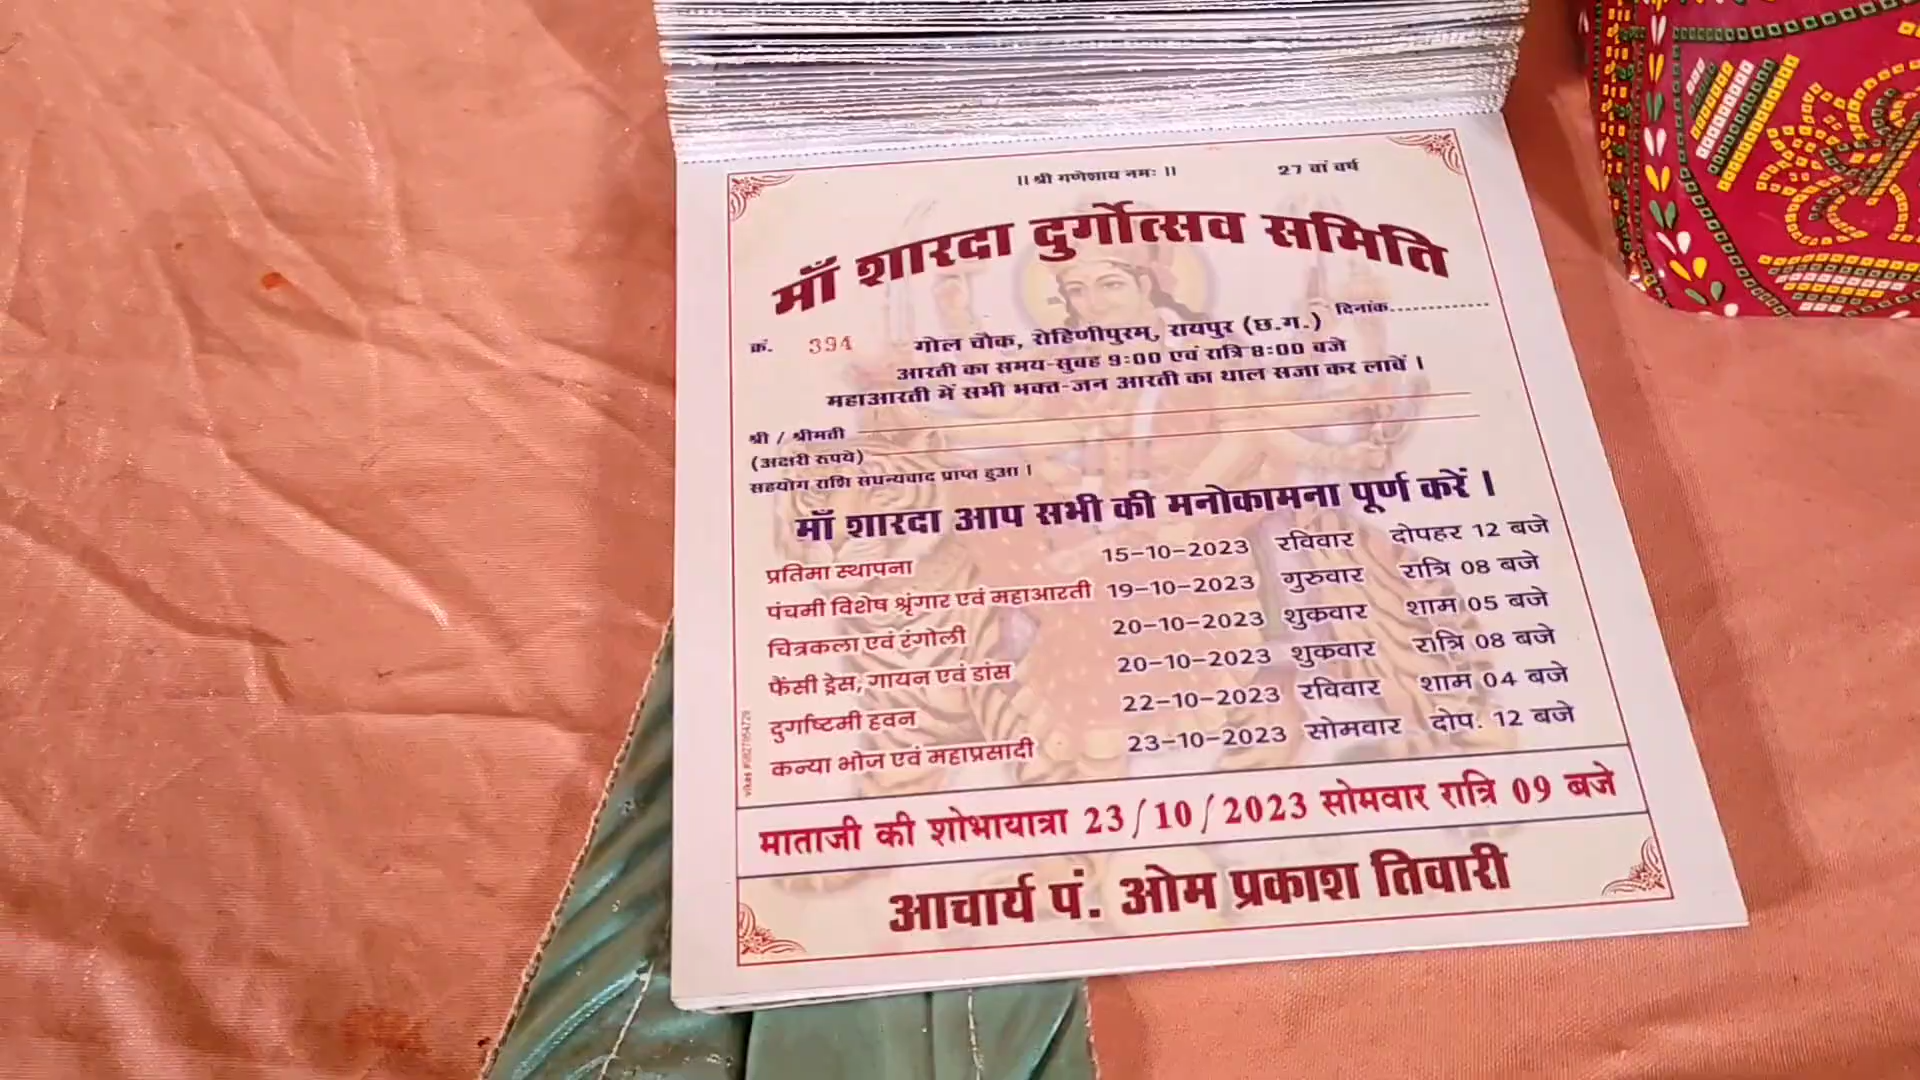 ।। श्री गणेशाय नमः ।। 27 वां वर्ष
माँ शारदा दुर्गोत्सव समिति
क्रं. 394 दिनांक............
गोल चौक, रोहिणीपुरम्, रायपुर (छ.ग.)
आरती का समय-सुबह 9:00 एवं रात्रि 8:00 बजे
महाआरती में सभी भक्त-जन आरती का थाल सजा कर लावें ।
श्री / श्रीमती
(अक्षरी रूपये)
सहयोग राशि सधन्यवाद प्राप्त हुआ ।
माँ शारदा आप सभी की मनोकामना पूर्ण करें ।
प्रतिमा स्थापना 15-10-2023 रविवार दोपहर 12 बजे
पंचमी विशेष श्रृंगार एवं महाआरती 19-10-2023 गुरुवार रात्रि 08 बजे
चित्रकला एवं रंगोली 20-10-2023 शुक्रवार शाम 05 बजे
फैंसी ड्रेस, गायन एवं डांस 20-10-2023 शुक्रवार रात्रि 08 बजे
दुर्गाष्टमी हवन 22-10-2023 रविवार शाम 04 बजे
कन्या भोज एवं महाप्रसादी 23-10-2023 सोमवार दोप. 12 बजे
माताजी की शोभायात्रा 23/10/2023 सोमवार रात्रि 09 बजे
आचार्य पं. ओम प्रकाश तिवारी
vikas